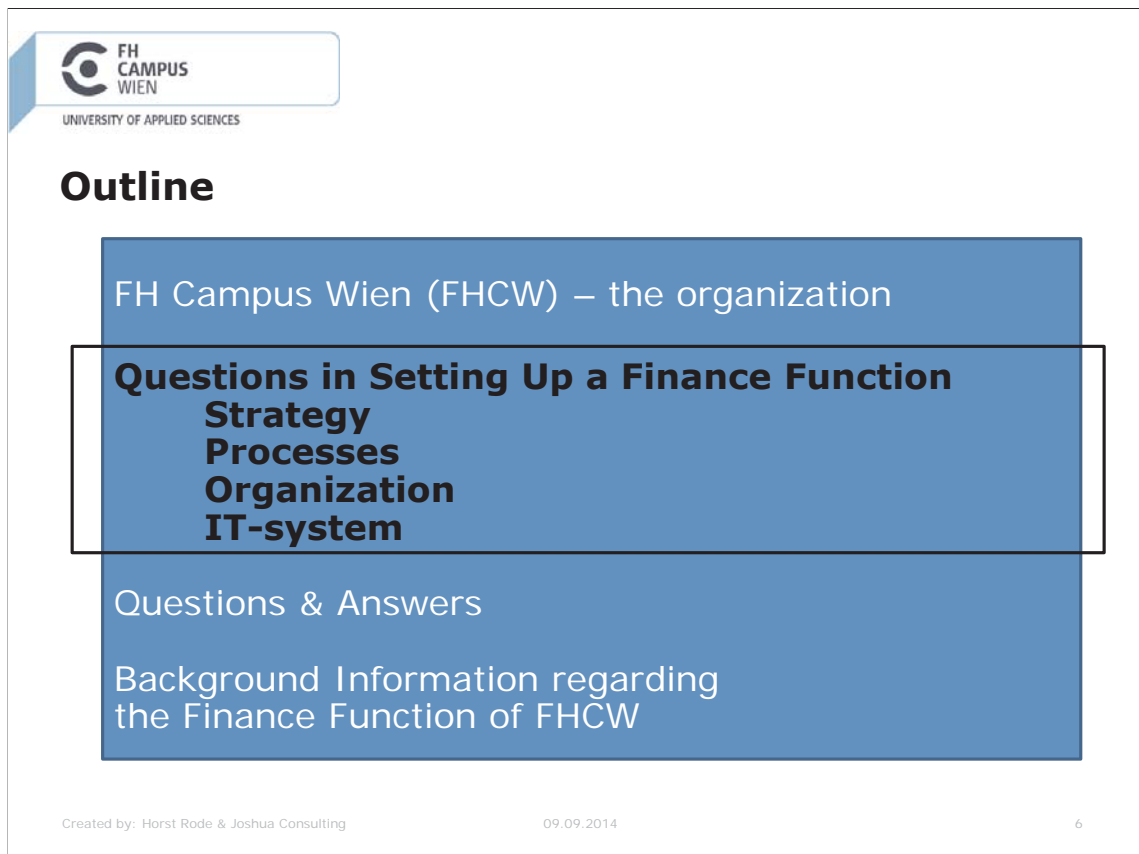 FH
CAMPUS
WIEN
UNIVERSITY OF APPLIED SCIENCES
Outline
FH Campus Wien (FHCW) – the organization
Questions in Setting Up a Finance Function
Strategy
Processes
Organization
IT-system
Questions & Answers
Background Information regarding
the Finance Function of FHCW
Created by: Horst Rode & Joshua Consulting 09.09.2014 6